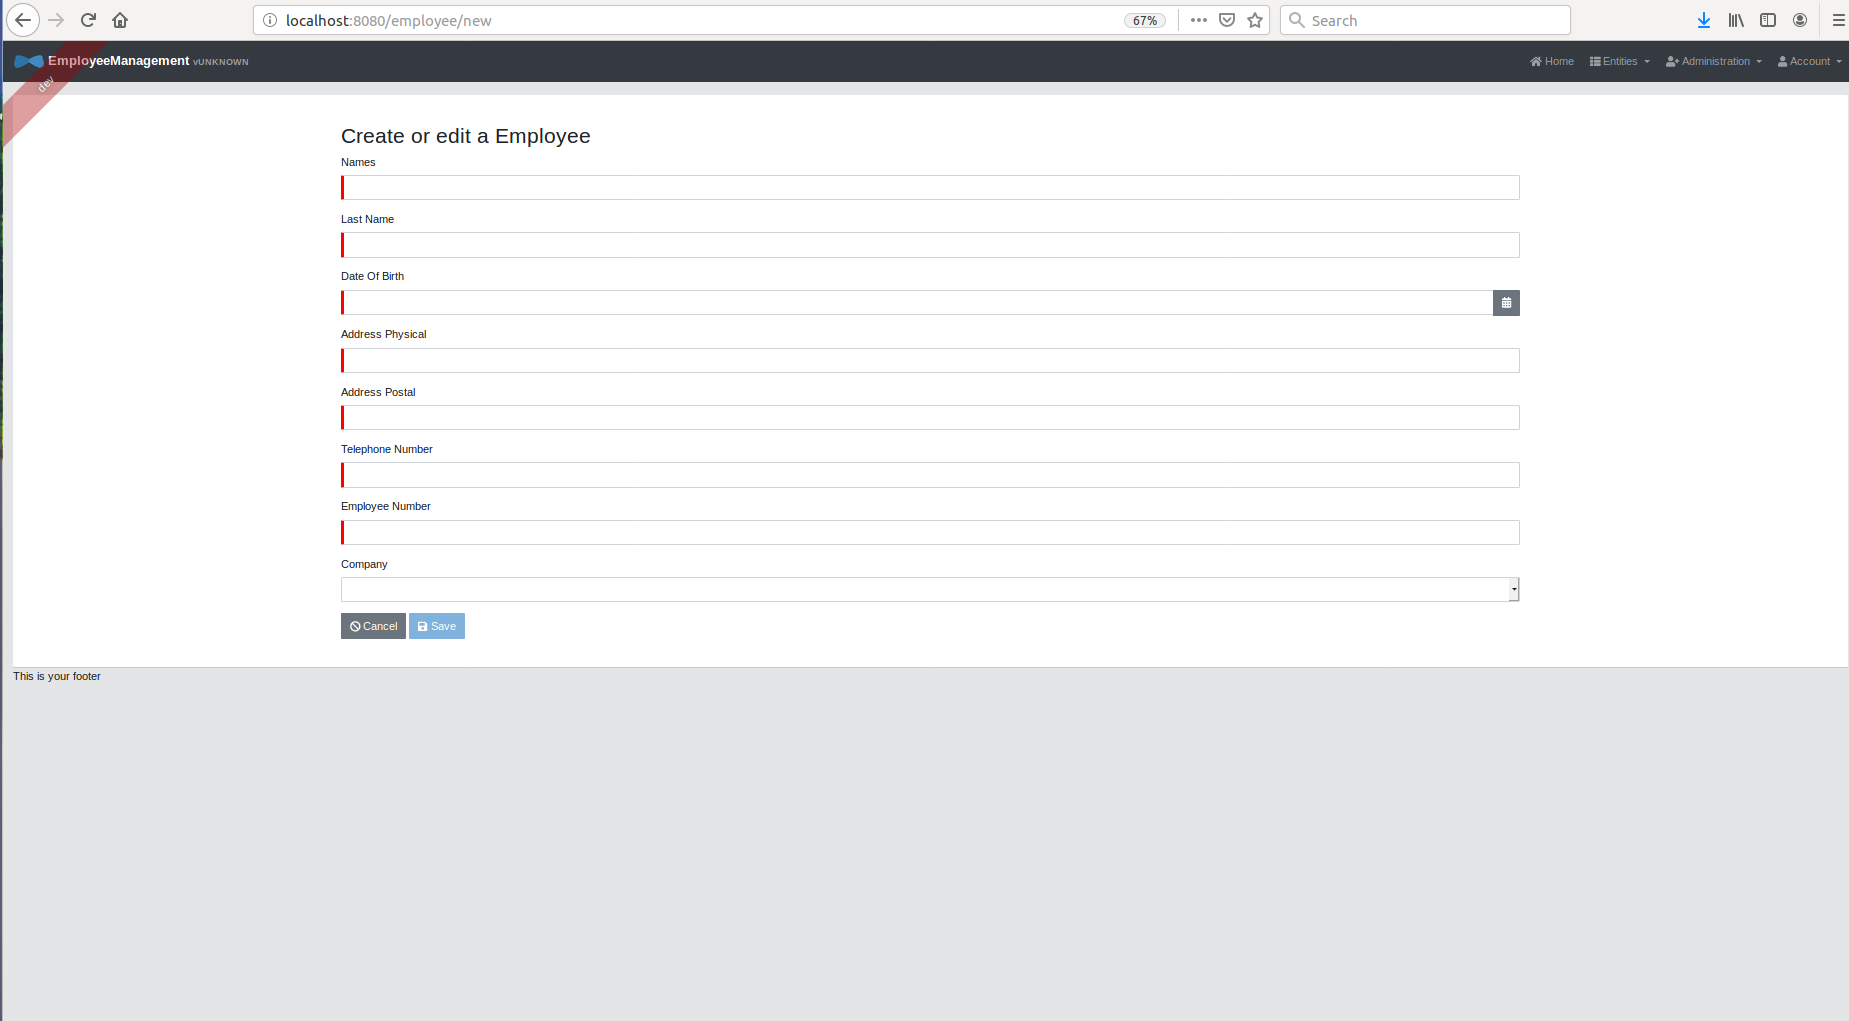 localhost:8080/employee/new
67%
Search
EmployeeManagement vUNKNOWN
Home Entities Administration Account
dev
Create or edit a Employee
Names
Last Name
Date Of Birth
Address Physical
Address Postal
Telephone Number
Employee Number
Company
Cancel Save
This is your footer